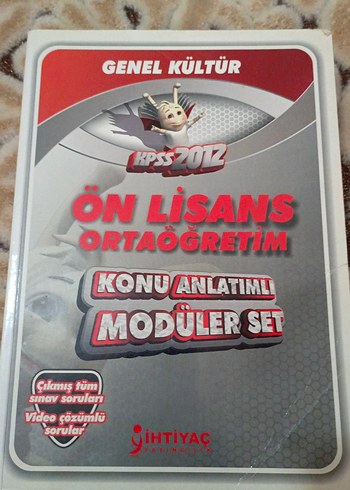 GENEL KÜLTÜR
KPSS 2012
ÖN LİSANS
ORTAÖĞRETİM
KONU ANLATIMLI
MODÜLER SET
Çıkmış tüm
sınav soruları
Video çözümlü
sorular
İHTİYAÇ
YAYINCILIK